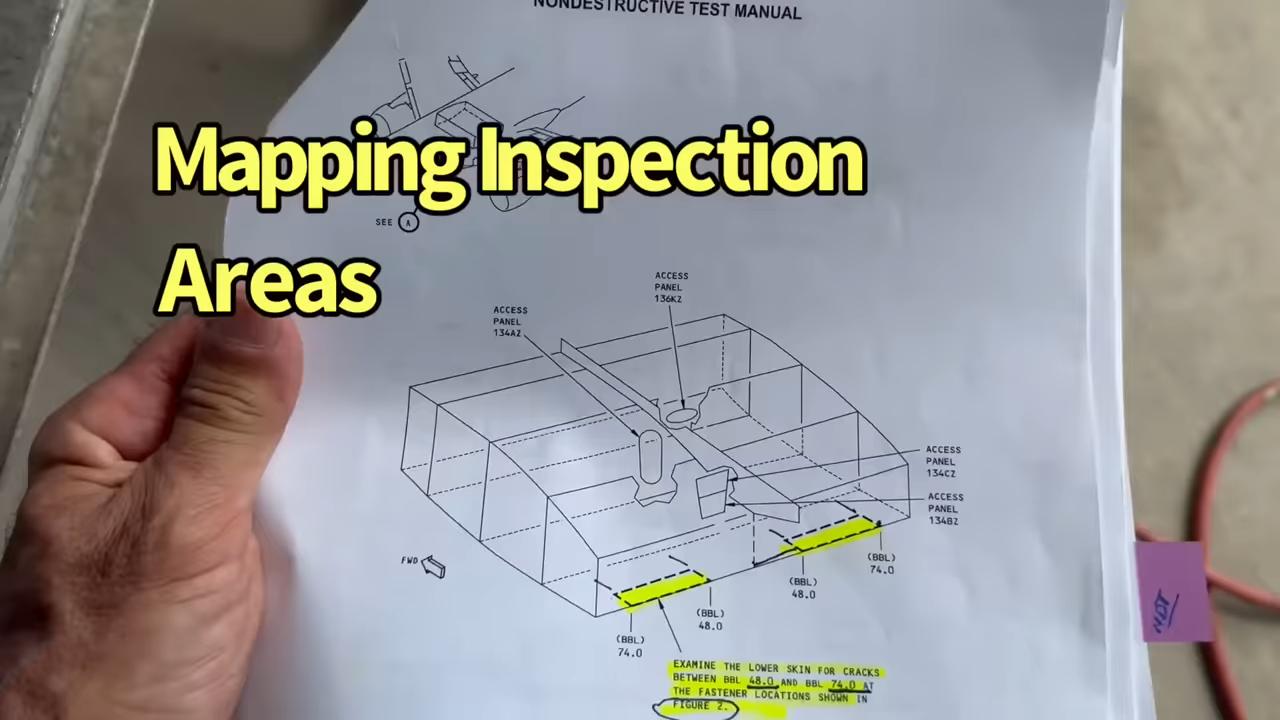 NONDESTRUCTIVE TEST MANUAL
Mapping Inspection
Areas
SEE A
ACCESS
PANEL
136KZ
ACCESS
PANEL
134AZ
ACCESS
PANEL
134CZ
ACCESS
PANEL
134BZ
FWD
(BBL)
74.0
(BBL)
48.0
(BBL)
48.0
(BBL)
74.0
EXAMINE THE LOWER SKIN FOR CRACKS
BETWEEN BBL 48.0 AND BBL 74.0 AT
THE FASTENER LOCATIONS SHOWN IN
FIGURE 2.